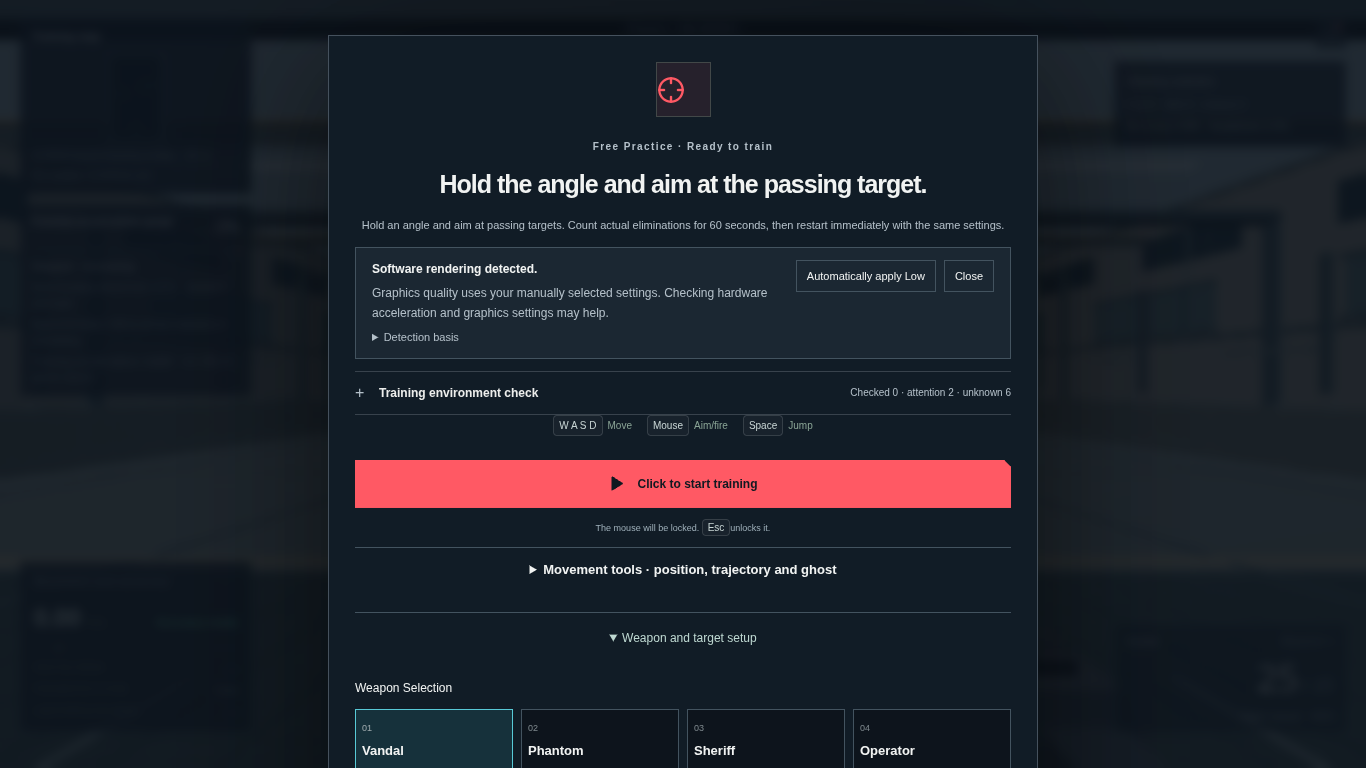 Free Practice · Ready to train
Hold the angle and aim at the passing target.
Hold an angle and aim at passing targets. Count actual eliminations for 60 seconds, then restart immediately with the same settings.
Software rendering detected.
Automatically apply Low
Close
Graphics quality uses your manually selected settings. Checking hardware
acceleration and graphics settings may help.
Detection basis
+ Training environment check
Checked 0 · attention 2 · unknown 6
W A S D Move Mouse Aim/fire Space Jump
Click to start training
The mouse will be locked. Esc unlocks it.
Movement tools · position, trajectory and ghost
Weapon and target setup
Weapon Selection
01
Vandal
02
Phantom
03
Sheriff
04
Operator